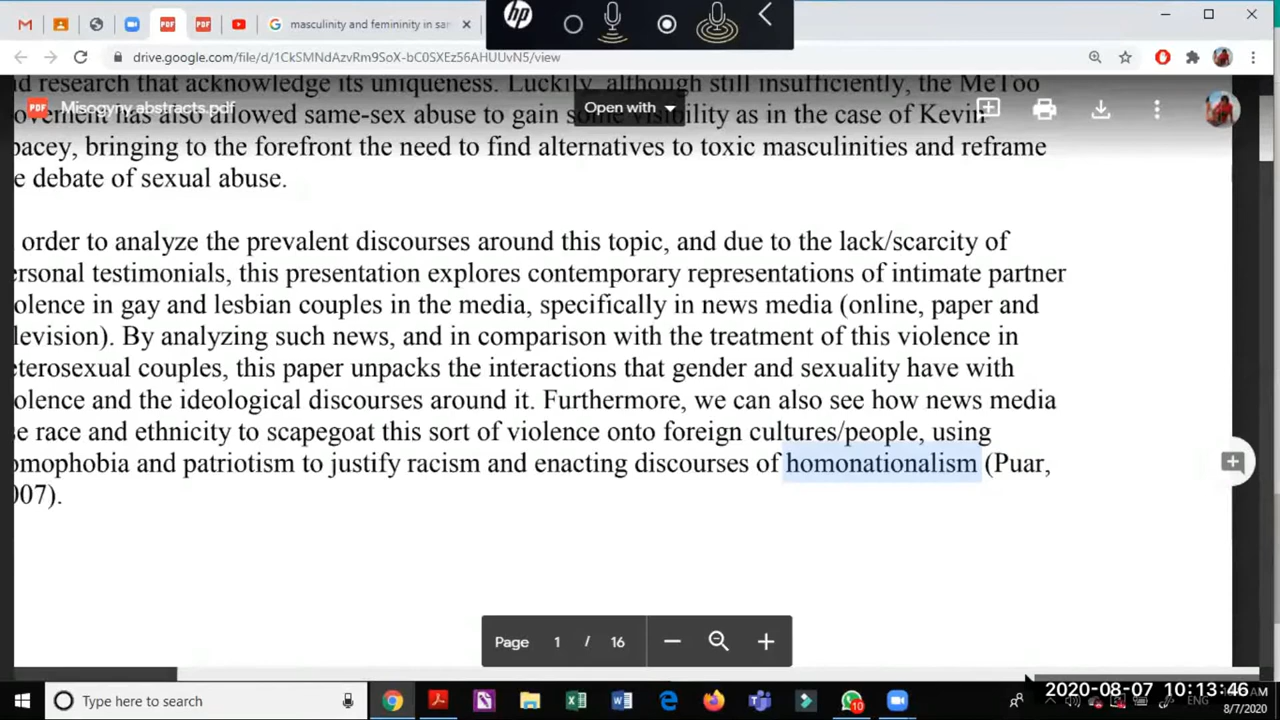 masculinity and femininity in sa
hp
drive.google.com/file/d/1CkSMNdAzvRm9SoX-bC0SXEz56AHUUvN5/view
research that acknowledge its uniqueness. Luckily, although still insufficiently, the MeToo
PDF Misogyny abstracts.pdf
Open with
ovement has also allowed same-sex abuse to gain some visibility as in the case of Kevin
pacey, bringing to the forefront the need to find alternatives to toxic masculinities and reframe
e debate of sexual abuse.
order to analyze the prevalent discourses around this topic, and due to the lack/scarcity of
ersonal testimonials, this presentation explores contemporary representations of intimate partner
olence in gay and lesbian couples in the media, specifically in news media (online, paper and
levision). By analyzing such news, and in comparison with the treatment of this violence in
eterosexual couples, this paper unpacks the interactions that gender and sexuality have with
olence and the ideological discourses around it. Furthermore, we can also see how news media
se race and ethnicity to scapegoat this sort of violence onto foreign cultures/people, using
omophobia and patriotism to justify racism and enacting discourses of homonationalism (Puar,
007).
Page 1 / 16
Type here to search
10
2020-08-07 10:13:46 AM
ENG
8/7/2020